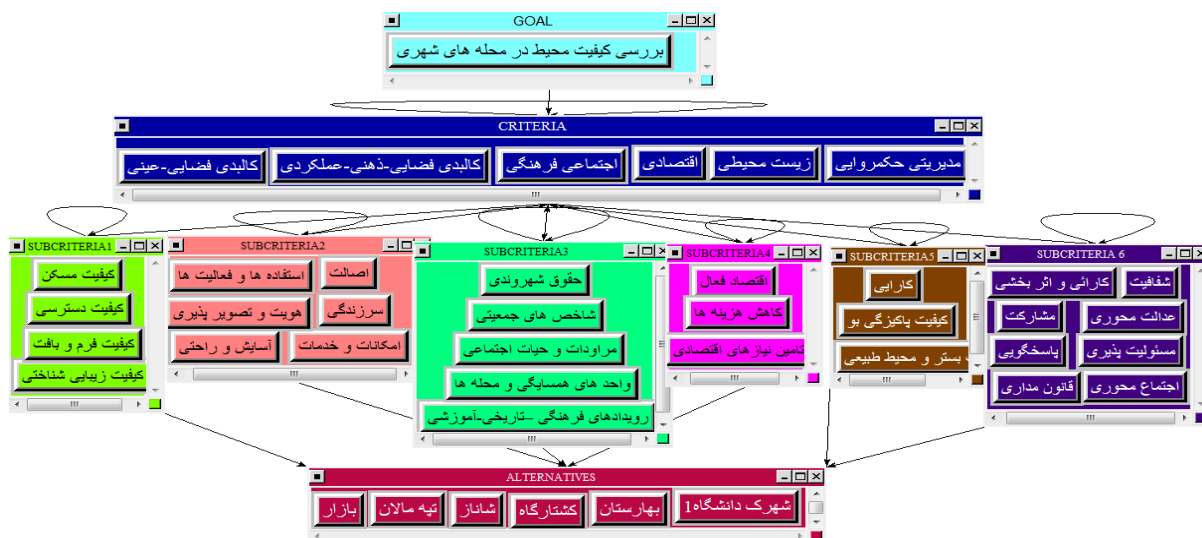 GOAL
بررسی کیفیت محیط در محله های شهری
CRITERIA
کالبدی فضایی-عینی
کالبدی فضایی-ذهنی-عملکردی
اجتماعی فرهنگی
اقتصادی
زیست محیطی
مدیریتی حکمروایی
SUBCRITERIA1
کیفیت مسکن
کیفیت دسترسی
کیفیت فرم و بافت
کیفیت زیبایی شناختی
SUBCRITERIA2
استفاده ها و فعالیت ها
اصالت
هویت و تصویر پذیری
سرزندگی
آسایش و راحتی
امکانات و خدمات
SUBCRITERIA3
حقوق شهروندی
شاخص های جمعیتی
مراودات و حیات اجتماعی
واحد های همسایگی و محله ها
رویدادهای فرهنگی –تاریخی-آموزشی
SUBCRITERIA4
اقتصاد فعال
کاهش هزینه ها
تامین نیازهای اقتصادی
SUBCRITERIA5
کارایی
کیفیت پاکیزگی بو
بستر و محیط طبیعی
SUBCRITERIA 6
کارائی و اثر بخشی
شفافیت
مشارکت
عدالت محوری
پاسخگویی
مسئولیت پذیری
قانون مداری
اجتماع محوری
ALTERNATIVES
بازار
تپه مالان
شاناز
کشتارگاه
بهارستان
شهرک دانشگاه1